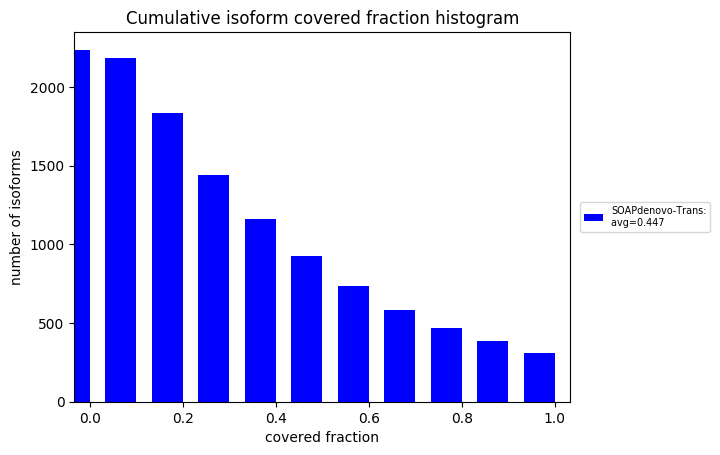 Cumulative isoform covered fraction histogram
number of isoforms
2000
1500
1000
500
0
0.0
0.2
0.4
0.6
0.8
1.0
covered fraction
SOAPdenovo-Trans:
avg=0.447